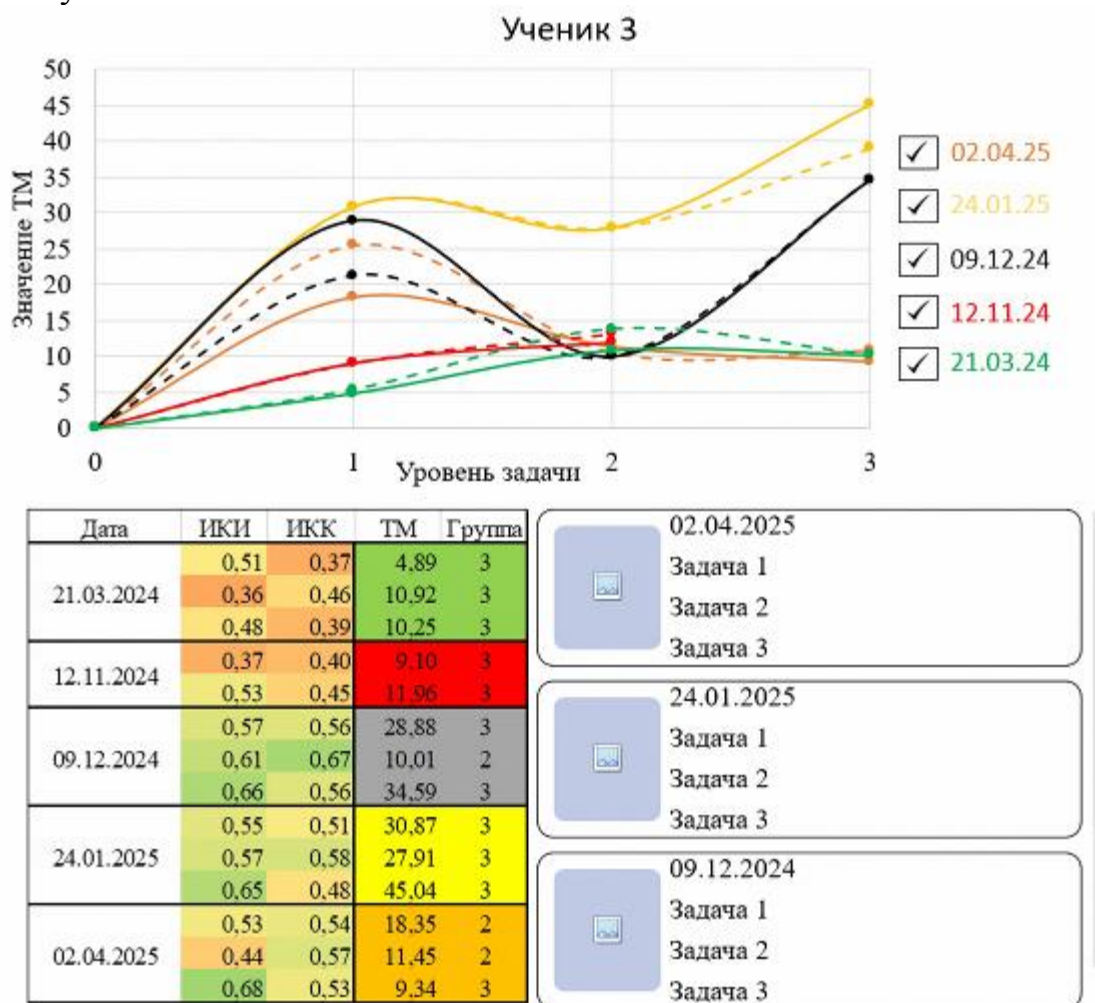 Ученик 3
Значение ТМ
50
45
40
35
30
25
20
15
10
5
0
0 1 2 3
Уровень задачи
02.04.25
24.01.25
09.12.24
12.11.24
21.03.24
Дата ИКИ ИКК ТМ Группа
21.03.2024
0,51 0,37 4,89 3
0,36 0,46 10,92 3
0,48 0,39 10,25 3
12.11.2024
0,37 0,40 9,10 3
0,53 0,45 11,96 3
09.12.2024
0,57 0,56 28,88 3
0,61 0,67 10,01 2
0,66 0,56 34,59 3
24.01.2025
0,55 0,51 30,87 3
0,57 0,58 27,91 3
0,65 0,48 45,04 3
02.04.2025
0,53 0,54 18,35 2
0,44 0,57 11,45 2
0,68 0,53 9,34 3
02.04.2025
Задача 1
Задача 2
Задача 3
24.01.2025
Задача 1
Задача 2
Задача 3
09.12.2024
Задача 1
Задача 2
Задача 3